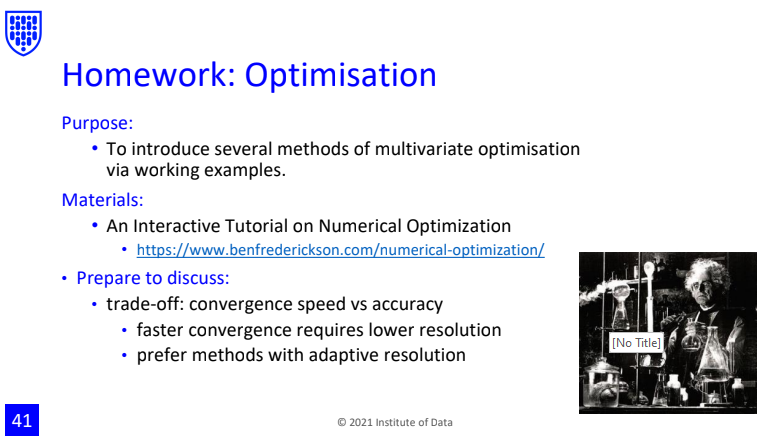 Homework: Optimisation
Purpose:
• To introduce several methods of multivariate optimisation
via working examples.
Materials:
• An Interactive Tutorial on Numerical Optimization
• https://www.benfrederickson.com/numerical-optimization/
• Prepare to discuss:
• trade-off: convergence speed vs accuracy
• faster convergence requires lower resolution
• prefer methods with adaptive resolution
[No Title]
41
© 2021 Institute of Data